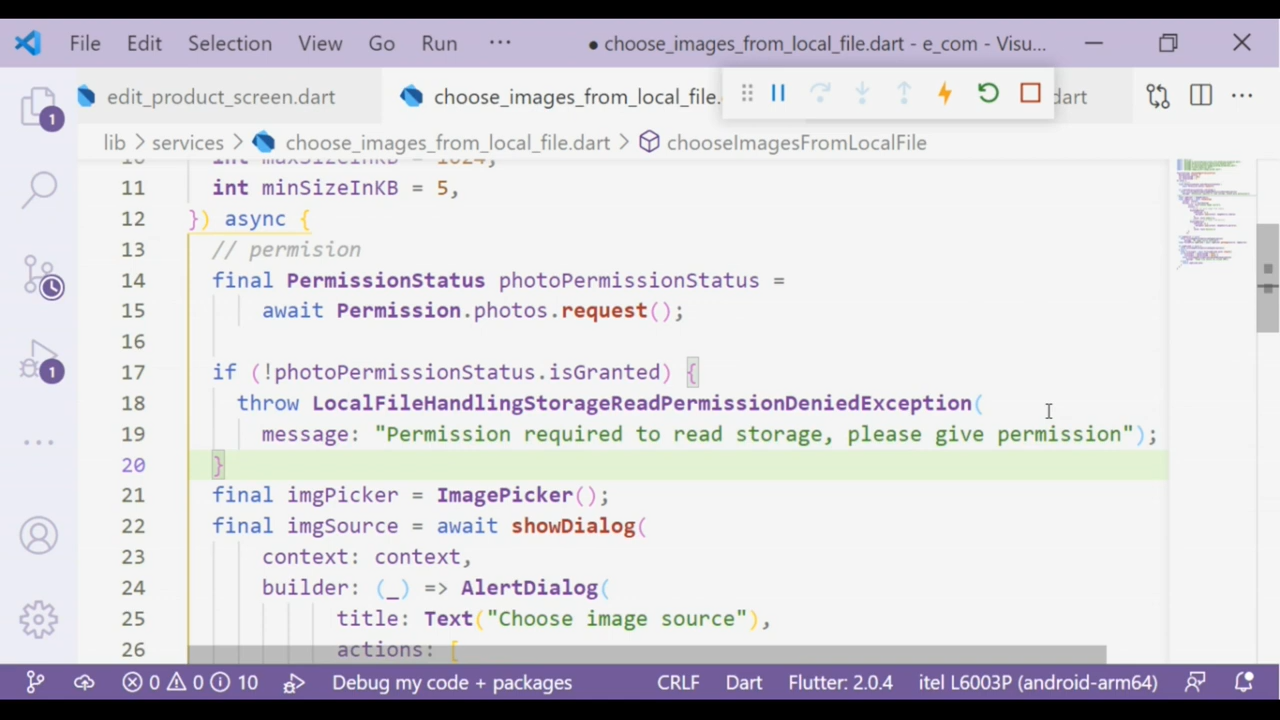 File Edit Selection View Go Run ··· ● choose_images_from_local_file.dart - e_com - Visu...
edit_product_screen.dart choose_images_from_local_file. dart ···
lib > services > choose_images_from_local_file.dart > chooseImagesFromLocalFile
10 int maxSizeInKB = 1024,
11 int minSizeInKB = 5,
12 }) async {
13 // permision
14 final PermissionStatus photoPermissionStatus =
15 await Permission.photos.request();
16
17 if (!photoPermissionStatus.isGranted) {
18 throw LocalFileHandlingStorageReadPermissionDeniedException(
19 message: "Permission required to read storage, please give permission");
20 }
21 final imgPicker = ImagePicker();
22 final imgSource = await showDialog(
23 context: context,
24 builder: (_) => AlertDialog(
25 title: Text("Choose image source"),
26 actions: [
1
1
0 0 10 Debug my code + packages CRLF Dart Flutter: 2.0.4 itel L6003P (android-arm64)